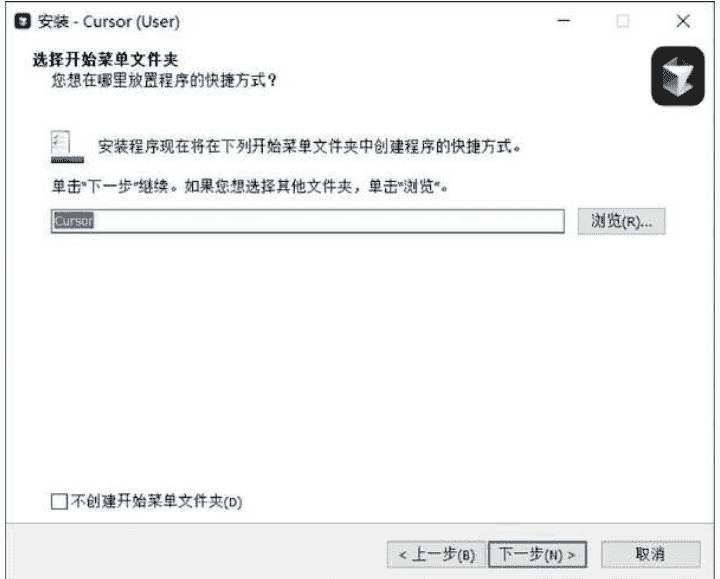 安装 - Cursor (User)
选择开始菜单文件夹
您想在哪里放置程序的快捷方式?
安装程序现在将在下列开始菜单文件夹中创建程序的快捷方式。
单击"下一步"继续。如果您想选择其他文件夹，单击"浏览"。
Cursor 浏览(R)...
不创建开始菜单文件夹(D)
< 上一步(B) 下一步(N) > 取消